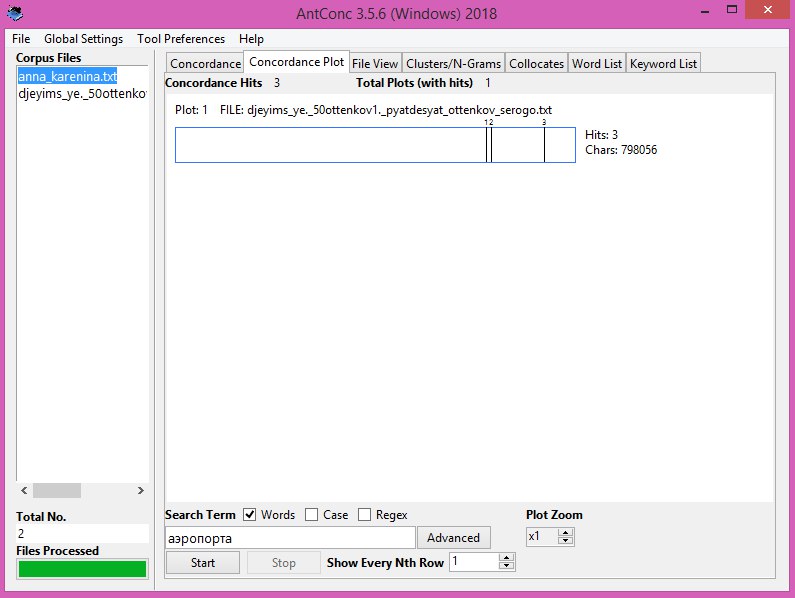 AntConc 3.5.6 (Windows) 2018
File Global Settings Tool Preferences Help
Corpus Files
anna_karenina.txt
djeyims_ye._50ottenkov
Total No.
2
Files Processed
Concordance Concordance Plot File View Clusters/N-Grams Collocates Word List Keyword List
Concordance Hits 3 Total Plots (with hits) 1
Plot: 1 FILE: djeyims_ye._50ottenkov1._pyatdesyat_ottenkov_serogo.txt
1 2 3
Hits: 3
Chars: 798056
Search Term Words Case Regex Plot Zoom
аэропорта Advanced x1
Start Stop Show Every Nth Row 1